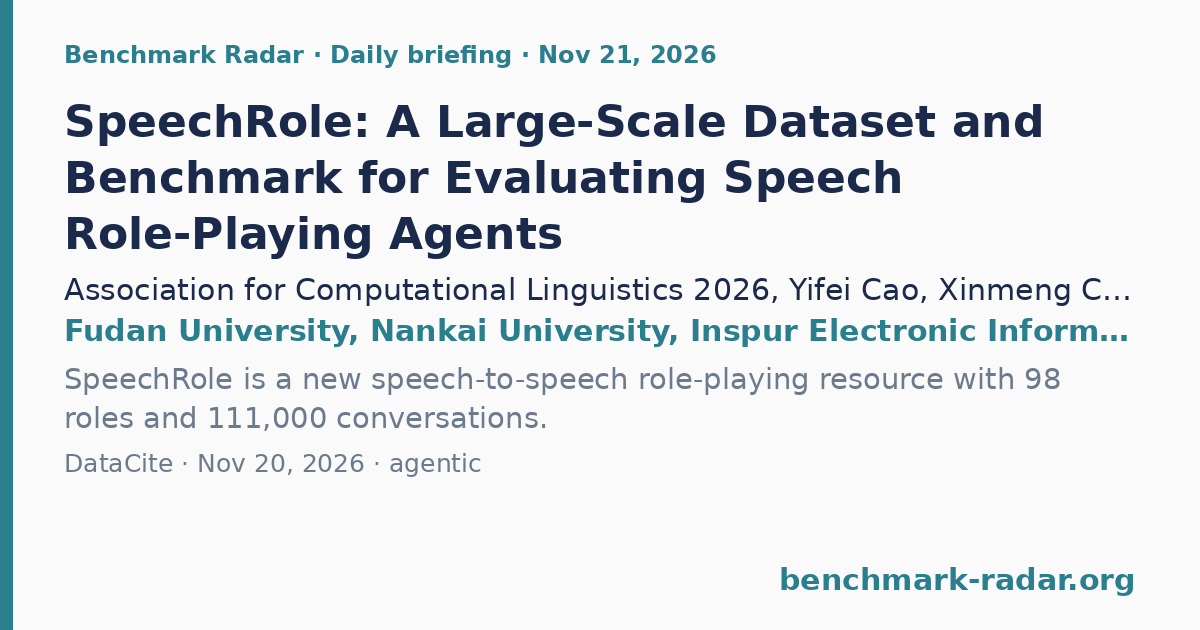 Benchmark Radar · Daily briefing · Nov 21, 2026
SpeechRole: A Large-Scale Dataset and
Benchmark for Evaluating Speech
Role-Playing Agents
Association for Computational Linguistics 2026, Yifei Cao, Xinmeng C…
Fudan University, Nankai University, Inspur Electronic Inform…
SpeechRole is a new speech-to-speech role-playing resource with 98
roles and 111,000 conversations.
DataCite · Nov 20, 2026 · agentic
benchmark-radar.org